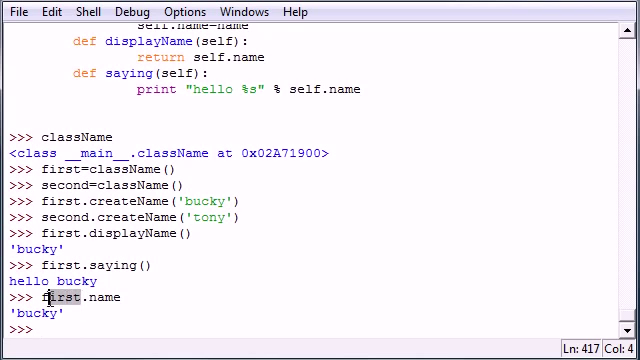 File Edit Shell Debug Options Windows Help
self.name=name
def displayName(self):
return self.name
def saying(self):
print "hello %s" % self.name
>>> className
<class __main__.className at 0x02A71900>
>>> first=className()
>>> second=className()
>>> first.createName('bucky')
>>> second.createName('tony')
>>> first.displayName()
'bucky'
>>> first.saying()
hello bucky
>>> first.name
'bucky'
>>>
Ln: 417 Col: 4